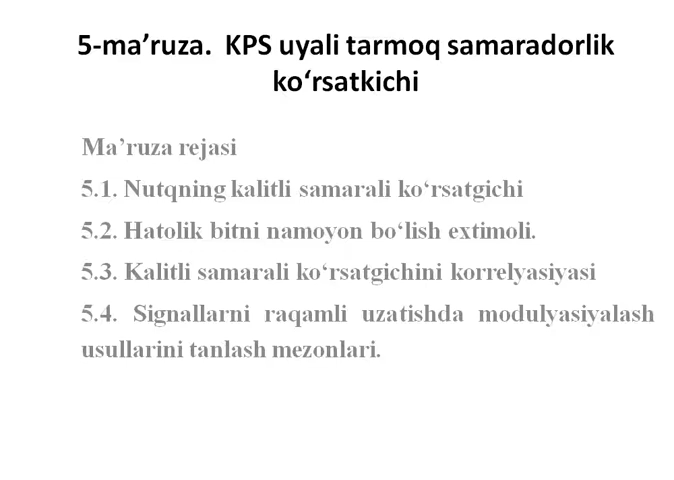 5-ma’ruza.  KPS uyali tarmoq samaradorlik
ko‘rsatkichi
Ma’ruza rejasi
5.1. Nutqning kalitli samarali ko‘rsatgichi
5.2. Hatolik bitni namoyon bo‘lish extimoli.
5.3. Kalitli samarali ko‘rsatgichini korrelyasiyasi
5.4. Signallarni raqamli uzatishda modulyasiyalash
usullarini tanlash mezonlari.